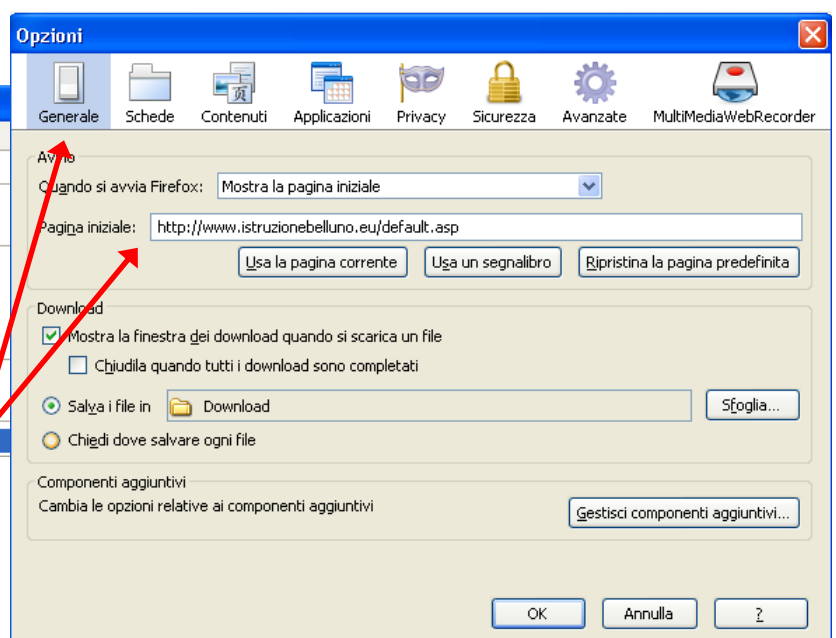 Opzioni
Generale Schede Contenuti Applicazioni Privacy Sicurezza Avanzate MultiMediaWebRecorder
Avvio
Quando si avvia Firefox: Mostra la pagina iniziale
Pagina iniziale: http://www.istruzionebelluno.eu/default.asp
Usa la pagina corrente Usa un segnalibro Ripristina la pagina predefinita
Download
Mostra la finestra dei download quando si scarica un file
Chiudila quando tutti i download sono completati
Salva i file in Download Sfoglia...
Chiedi dove salvare ogni file
Componenti aggiuntivi
Cambia le opzioni relative ai componenti aggiuntivi Gestisci componenti aggiuntivi...
OK Annulla ?